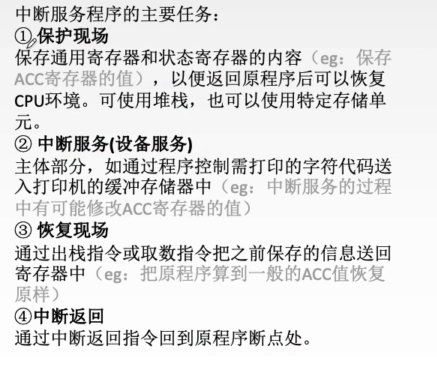 中断服务程序的主要任务：
① 保护现场
保存通用寄存器和状态寄存器的内容（eg：保存
ACC寄存器的值），以便返回原程序后可以恢复
CPU环境。可使用堆栈，也可以使用特定存储单
元。
② 中断服务(设备服务)
主体部分，如通过程序控制需打印的字符代码送
入打印机的缓冲存储器中（eg：中断服务的过程
中有可能修改ACC寄存器的值）
③ 恢复现场
通过出栈指令或取数指令把之前保存的信息送回
寄存器中（eg：把原程序算到一般的ACC值恢复
原样）
④中断返回
通过中断返回指令回到原程序断点处。